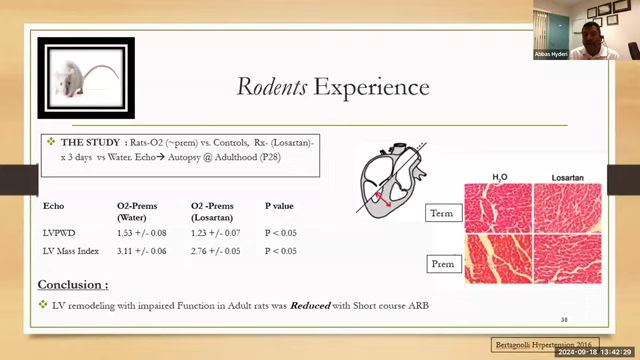 Abbas Hyderi
Rodents Experience
THE STUDY : Rats-O2 (~prem) vs. Controls, Rx- (Losartan)-
x 3 days vs Water. Echo→ Autopsy @ Adulthood (P28)
Echo O2-Prems (Water) O2 -Prems (Losartan) P value
LVPWD 1.53 +/- 0.08 1.23 +/- 0.07 P < 0.05
LV Mass Index 3.11 +/- 0.06 2.76 +/- 0.05 P < 0.05
H2O Losartan
Term
Prem
Conclusion :
LV remodeling with impaired Function in Adult rats was Reduced with Short course ARB
38
Bertagnolli Hypertension 2016
2024-09-18 13:42:29